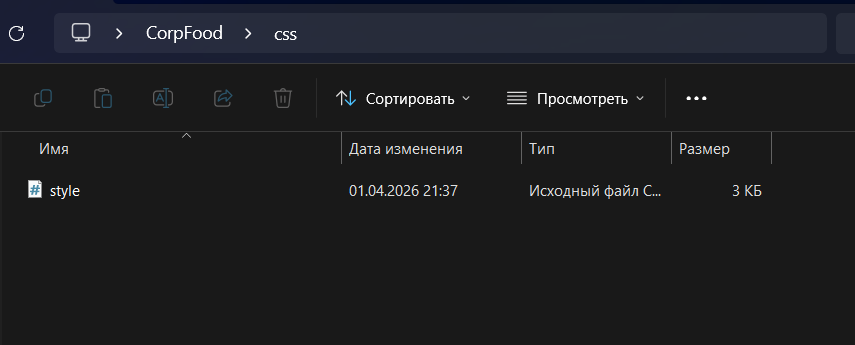 CorpFood > css
Сортировать Просмотреть
Имя Дата изменения Тип Размер
style 01.04.2026 21:37 Исходный файл C... 3 КБ